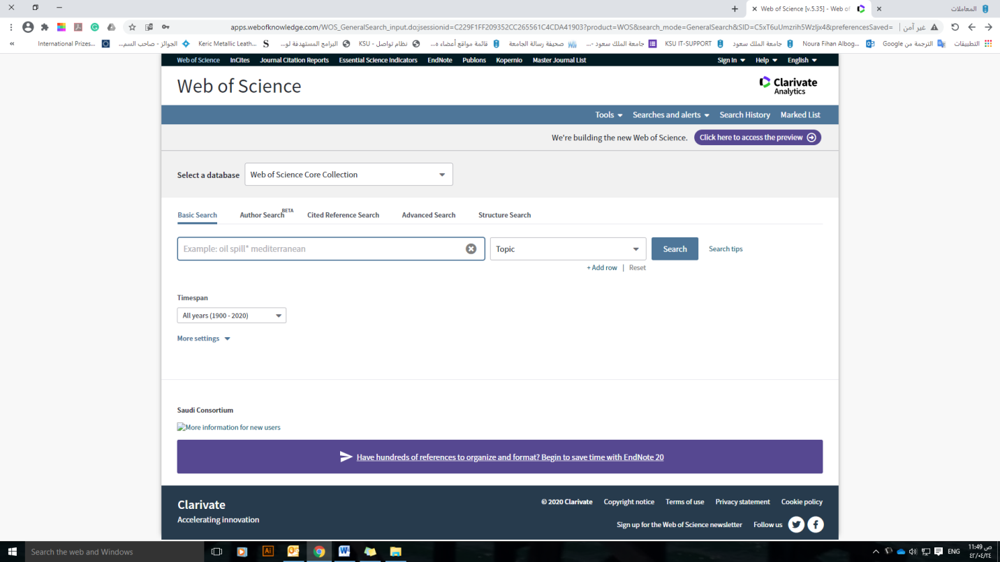 Web of Science [v.5.35] - Web of
المعاملات
apps.webofknowledge.com/WOS_GeneralSearch_input.do;jsessionid=C229F1FF209352CC265561C4CDA41903?product=WOS&search_mode=GeneralSearch&SID=C5xT6uUmzrih5WzIjx4&preferencesSaved=
غير آمن
التطبيقات
الترجمة من Google
Noura Fihan Albog...
جامعة الملك سعود
KSU IT-SUPPORT
جامعة الملك سعود -...
صحيفة رسالة الجامعة
قائمة مواقع أعضاء ه...
نظام تواصل - KSU
البرامج المستهدفة لو...
Keric Metallic Leath...
الجوائز - صاحب السم...
International Prizes...
Web of Science InCites Journal Citation Reports Essential Science Indicators EndNote Publons Kopernio Master Journal List Sign In Help English
Web of Science
Clarivate
Analytics
Tools Searches and alerts Search History Marked List
We're building the new Web of Science. Click here to access the preview
Select a database Web of Science Core Collection
Basic Search Author Search BETA Cited Reference Search Advanced Search Structure Search
Example: oil spill* mediterranean Topic Search Search tips
+ Add row | Reset
Timespan
All years (1900 - 2020)
More settings
Saudi Consortium
More information for new users
Have hundreds of references to organize and format? Begin to save time with EndNote 20
Clarivate
Accelerating innovation
© 2020 Clarivate Copyright notice Terms of use Privacy statement Cookie policy
Sign up for the Web of Science newsletter Follow us
Search the web and Windows
Ai
ENG
11:49 ص
٤٢/٠٤/٢٤